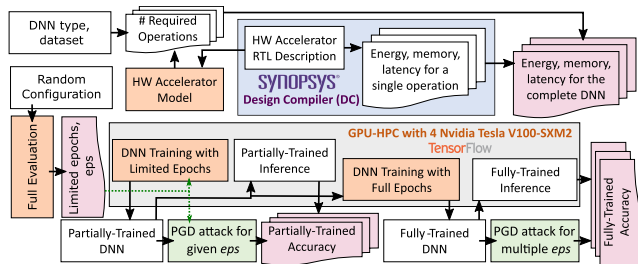 DNN type,
dataset
# Required
Operations
HW Accelerator
Model
HW Accelerator
RTL Description
Energy, memory,
latency for a
single operation
SYNOPSYS®
Design Compiler (DC)
Energy, memory,
latency for the
complete DNN
Random
Configuration
Full Evaluation
Limited epochs,
eps
GPU-HPC with 4 Nvidia Tesla V100-SXM2
TensorFlow
DNN Training with
Limited Epochs
Partially-Trained
Inference
DNN Training with
Full Epochs
Fully-Trained
Inference
Partially-Trained
DNN
PGD attack for
given eps
Partially-Trained
Accuracy
Fully-Trained
DNN
PGD attack for
multiple eps
Fully-Trained
Accuracy